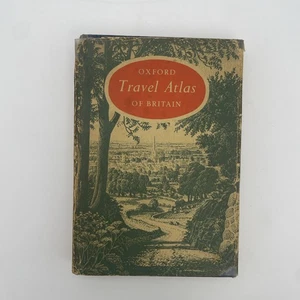 OXFORD
Travel Atlas
OF BRITAIN